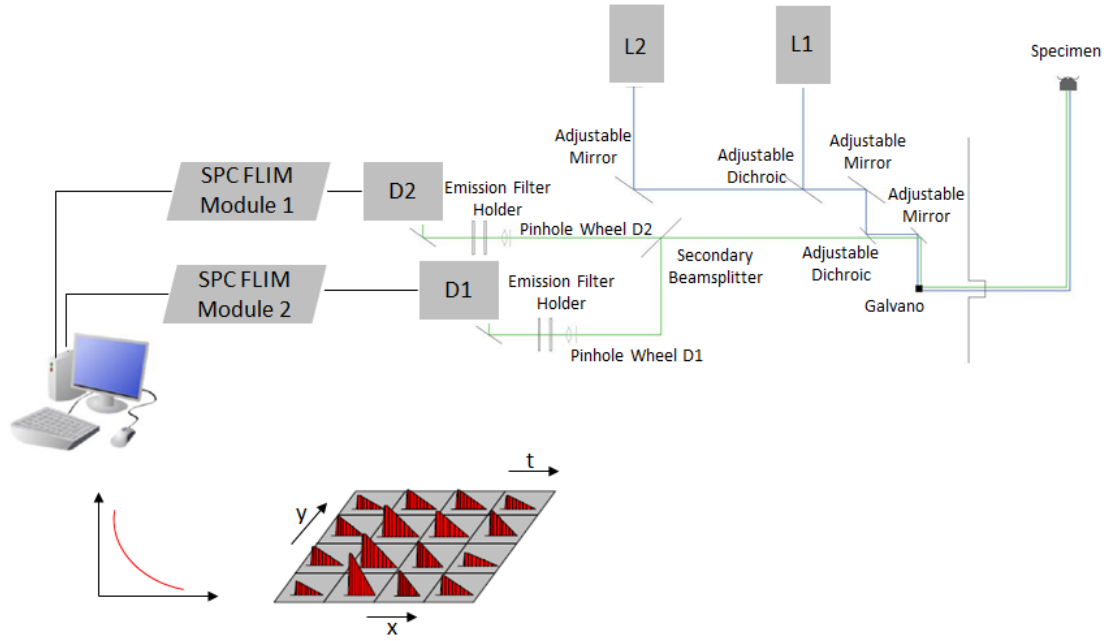 L2
L1
Specimen
Adjustable
Mirror
Adjustable
Dichroic
Adjustable
Mirror
Adjustable
Mirror
SPC FLIM
Module 1
D2
Emission Filter
Holder
Pinhole Wheel D2
Secondary
Beamsplitter
Adjustable
Dichroic
Galvano
SPC FLIM
Module 2
D1
Emission Filter
Holder
Pinhole Wheel D1
t
y
x